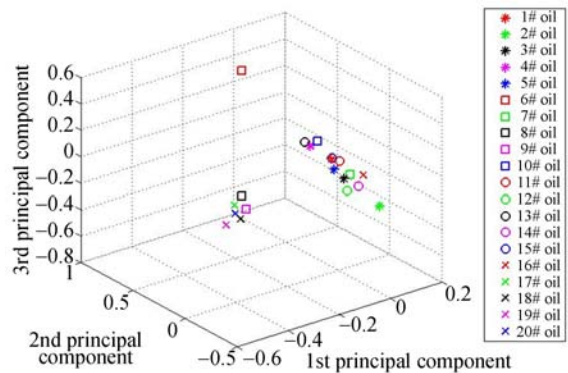 0.6
0.4
0.2
0
−0.2
−0.4
−0.6
−0.8
3rd principal component
1
0.5
0
−0.5
2nd principal
component
−0.6
−0.4
−0.2
0
0.2
1st principal component
1# oil
2# oil
3# oil
4# oil
5# oil
6# oil
7# oil
8# oil
9# oil
10# oil
11# oil
12# oil
13# oil
14# oil
15# oil
16# oil
17# oil
18# oil
19# oil
20# oil